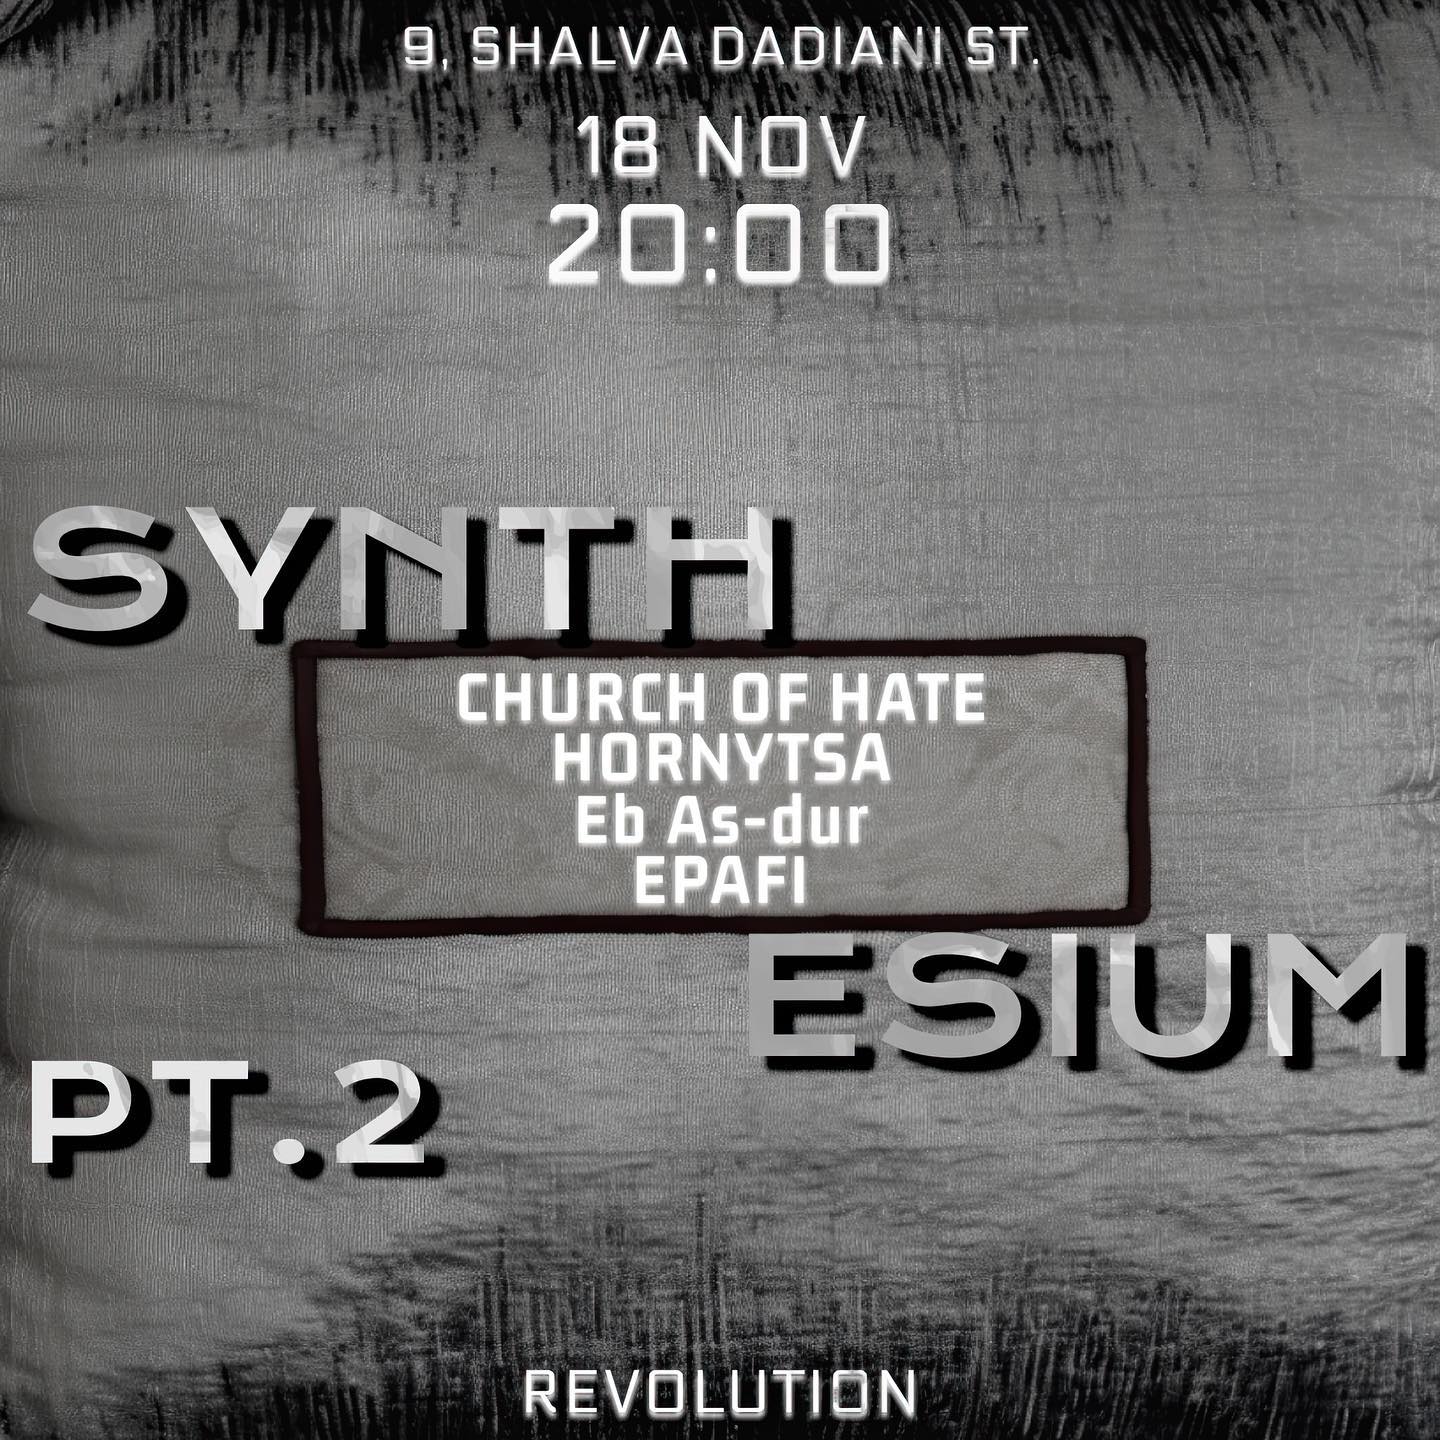 9, SHALVA DADIANI ST.
18 NOV
20:00
SYNTH
CHURCH OF HATE
HORNYTSA
Eb As-dur
EPAFI
ESIUM
PT.2
REVOLUTION